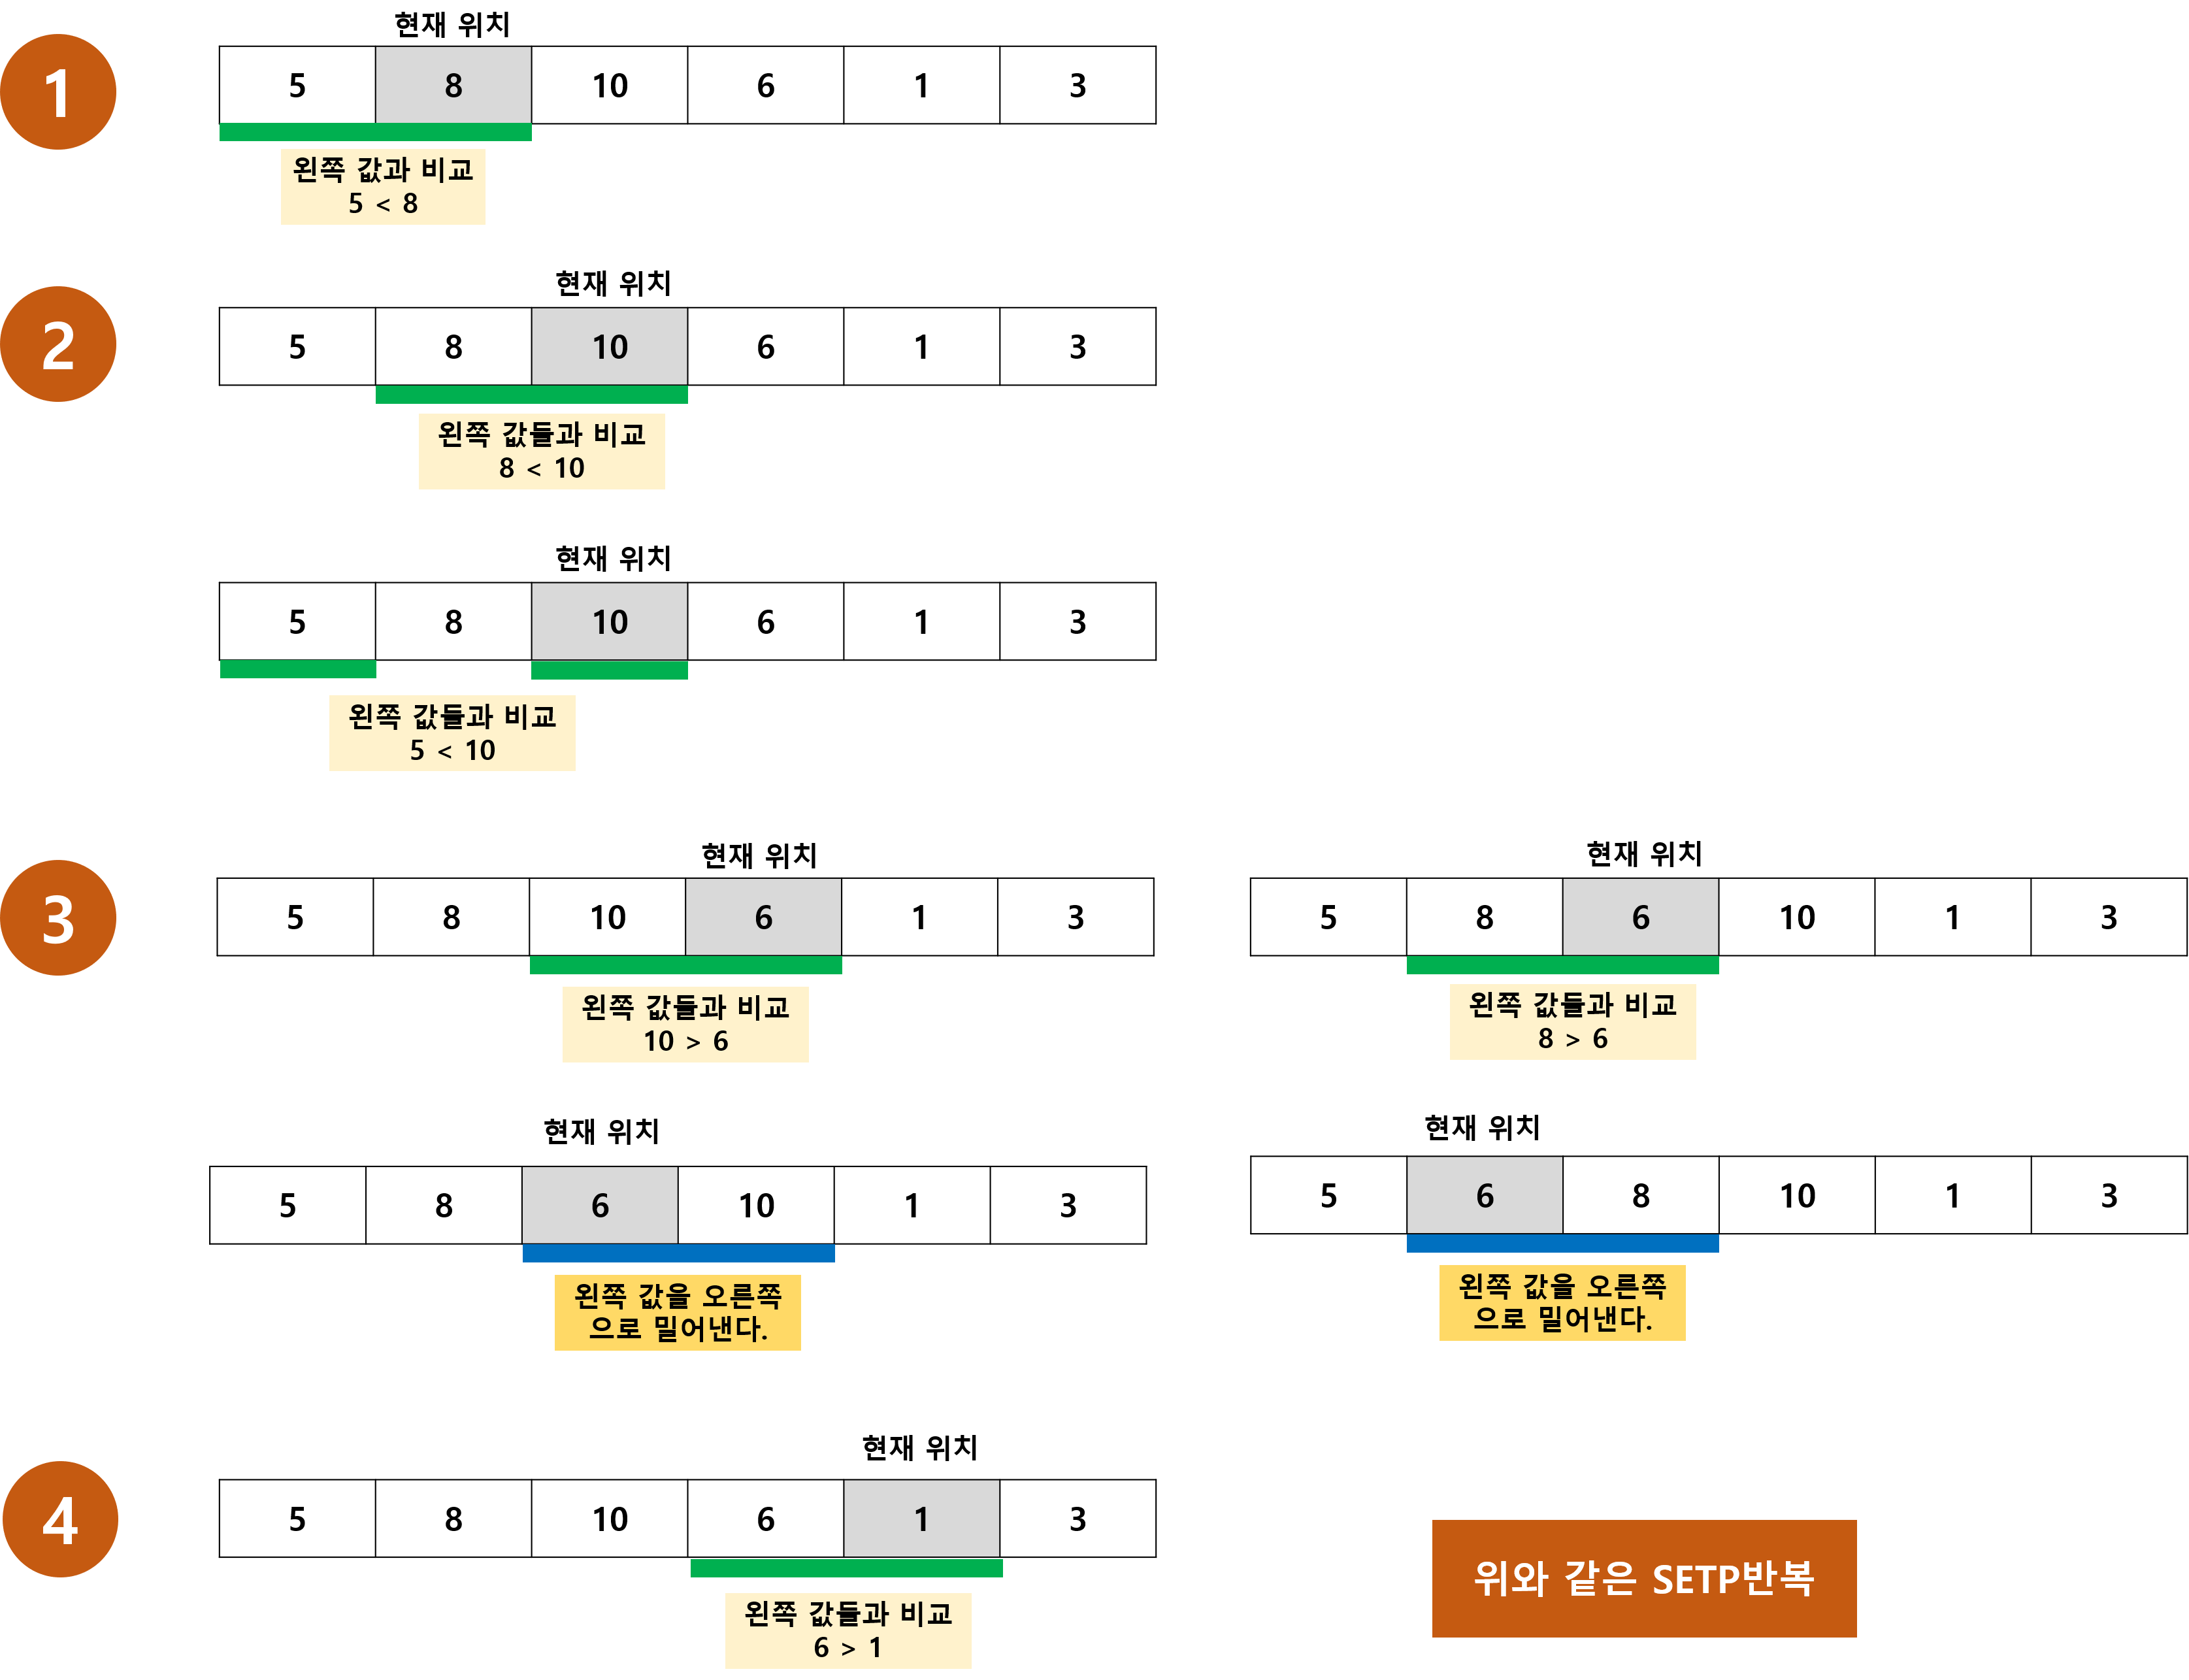 1
현재 위치
5 8 10 6 1 3
왼쪽 값과 비교
5 < 8
2
현재 위치
5 8 10 6 1 3
왼쪽 값들과 비교
8 < 10
현재 위치
5 8 10 6 1 3
왼쪽 값들과 비교
5 < 10
3
현재 위치
5 8 10 6 1 3
왼쪽 값들과 비교
10 > 6
현재 위치
5 8 6 10 1 3
왼쪽 값을 오른쪽
으로 밀어낸다.
현재 위치
5 8 6 10 1 3
왼쪽 값들과 비교
8 > 6
현재 위치
5 6 8 10 1 3
왼쪽 값을 오른쪽
으로 밀어낸다.
4
현재 위치
5 8 10 6 1 3
왼쪽 값들과 비교
6 > 1
위와 같은 SETP반복